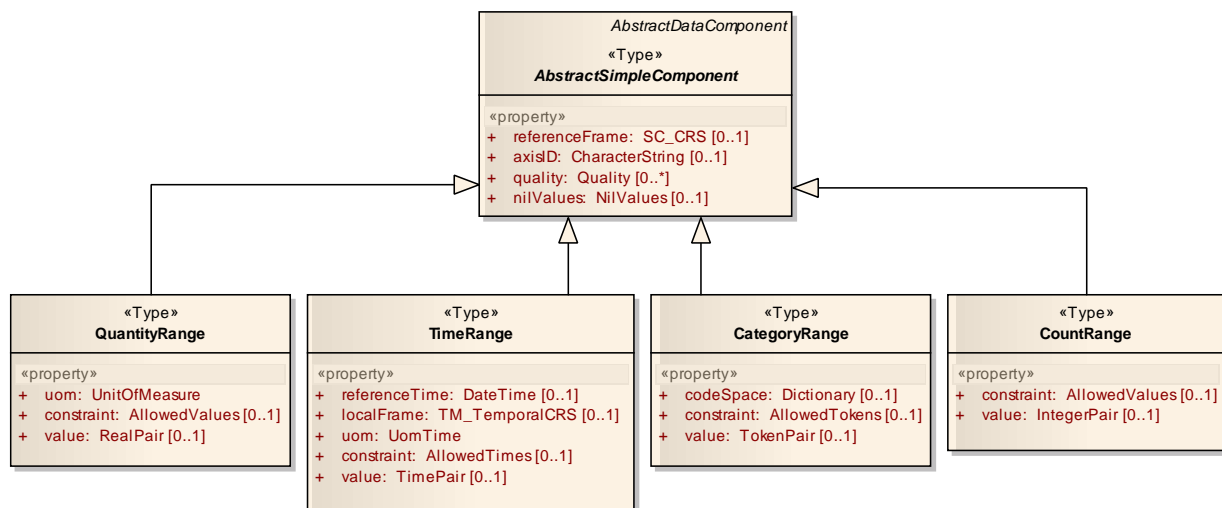 AbstractDataComponent
«Type»
AbstractSimpleComponent
«property»
+ referenceFrame: SC_CRS [0..1]
+ axisID: CharacterString [0..1]
+ quality: Quality [0..*]
+ nilValues: NilValues [0..1]
«Type»
QuantityRange
«property»
+ uom: UnitOfMeasure
+ constraint: AllowedValues [0..1]
+ value: RealPair [0..1]
«Type»
TimeRange
«property»
+ referenceTime: DateTime [0..1]
+ localFrame: TM_TemporalCRS [0..1]
+ uom: UomTime
+ constraint: AllowedTimes [0..1]
+ value: TimePair [0..1]
«Type»
CategoryRange
«property»
+ codeSpace: Dictionary [0..1]
+ constraint: AllowedTokens [0..1]
+ value: TokenPair [0..1]
«Type»
CountRange
«property»
+ constraint: AllowedValues [0..1]
+ value: IntegerPair [0..1]